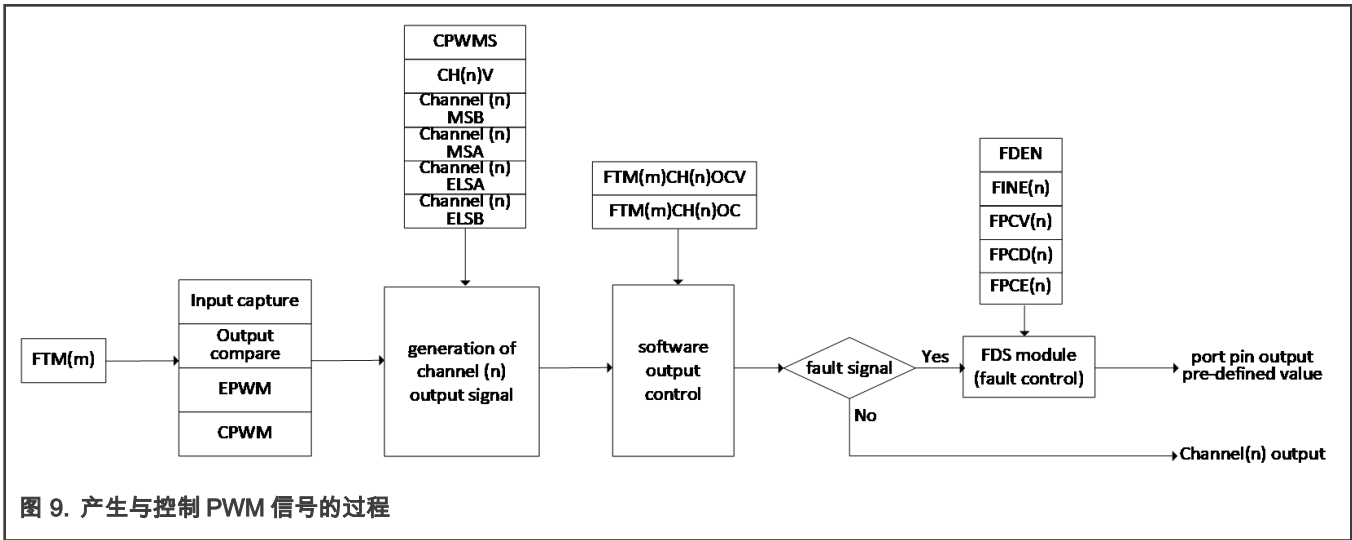 CPWMS
CH(n)V
Channel (n)
MSB
Channel (n)
MSA
Channel (n)
ELSA
Channel (n)
ELSB
FTM(m)CH(n)OCV
FTM(m)CH(n)OC
FDEN
FINE(n)
FPCV(n)
FPCD(n)
FPCE(n)
FTM(m)
Input capture
Output
compare
EPWM
CPWM
generation of
channel (n)
output signal
software
output
control
fault signal
Yes
No
FDS module
(fault control)
port pin output
pre-defined value
Channel(n) output
图 9. 产生与控制 PWM 信号的过程